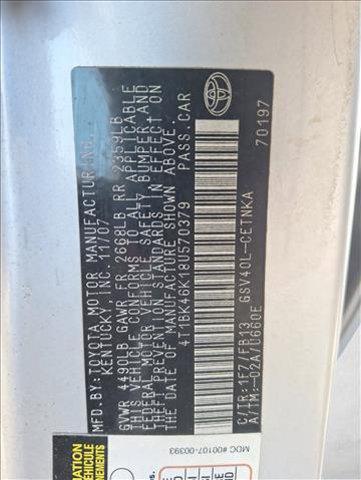 MFD. BY: TOYOTA MOTOR MANUFACTURING,
KENTUCKY, INC. 11/07
GVWR 4490LB GAWR FR 2668LB RR 2359LB
THIS VEHICLE CONFORMS TO ALL APPLICABLE
FEDERAL MOTOR VEHICLE SAFETY, BUMPER, AND
THEFT PREVENTION STANDARDS IN EFFECT ON
THE DATE OF MANUFACTURE SHOWN ABOVE.
4T1BK46K18U570379 PASS.CAR
C/TR:1F7/FB13 GSV40L-CETNKA
A/TM:-02A/U660E
70197
MDC #00107-00393
VEHICLE